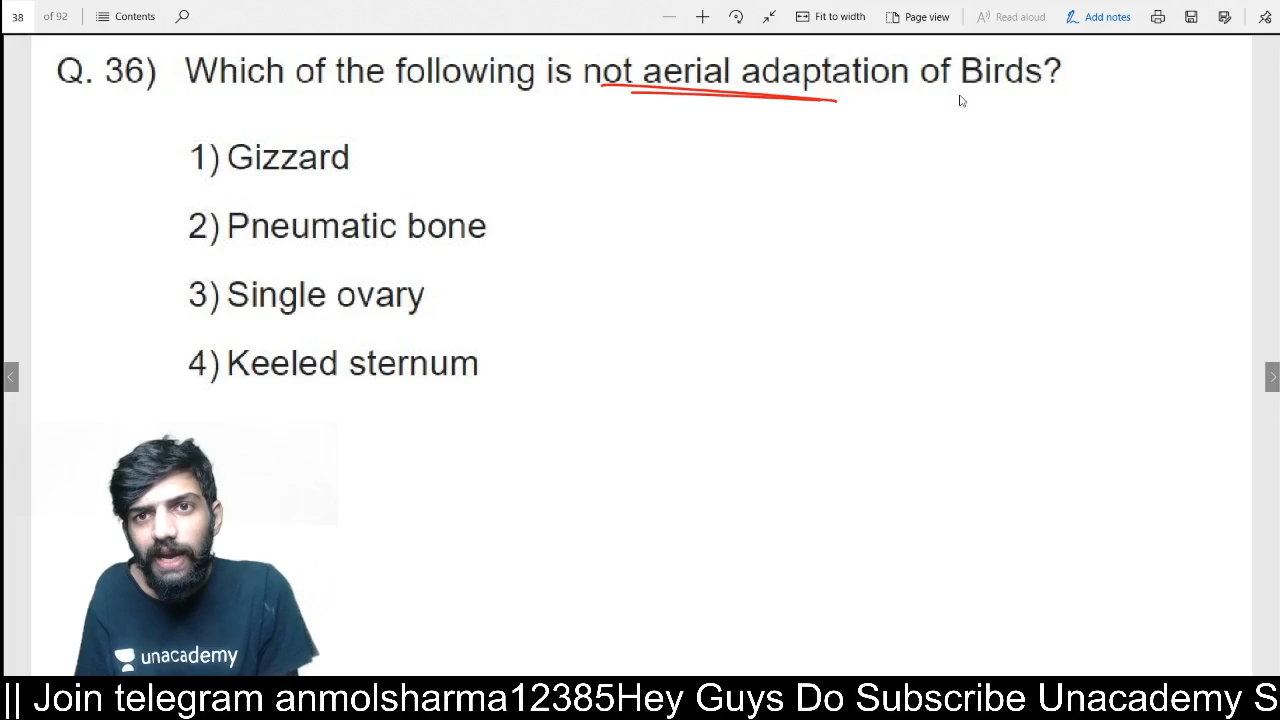 38 of 92 Contents Fit to width Page view Read aloud Add notes
Q. 36) Which of the following is not aerial adaptation of Birds?
1) Gizzard
2) Pneumatic bone
3) Single ovary
4) Keeled sternum
unacademy
|| Join telegram anmolsharma12385Hey Guys Do Subscribe Unacademy S